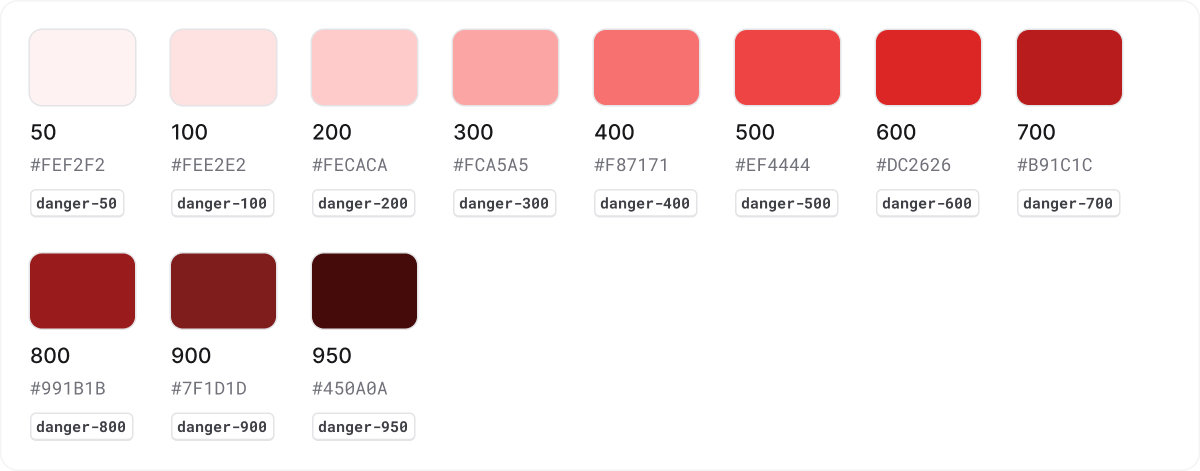 50 100 200 300 400 500 600 700
#FEF2F2 #FEE2E2 #FECACA #FCA5A5 #F87171 #EF4444 #DC2626 #B91C1C
danger-50 danger-100 danger-200 danger-300 danger-400 danger-500 danger-600 danger-700
800 900 950
#991B1B #7F1D1D #450A0A
danger-800 danger-900 danger-950